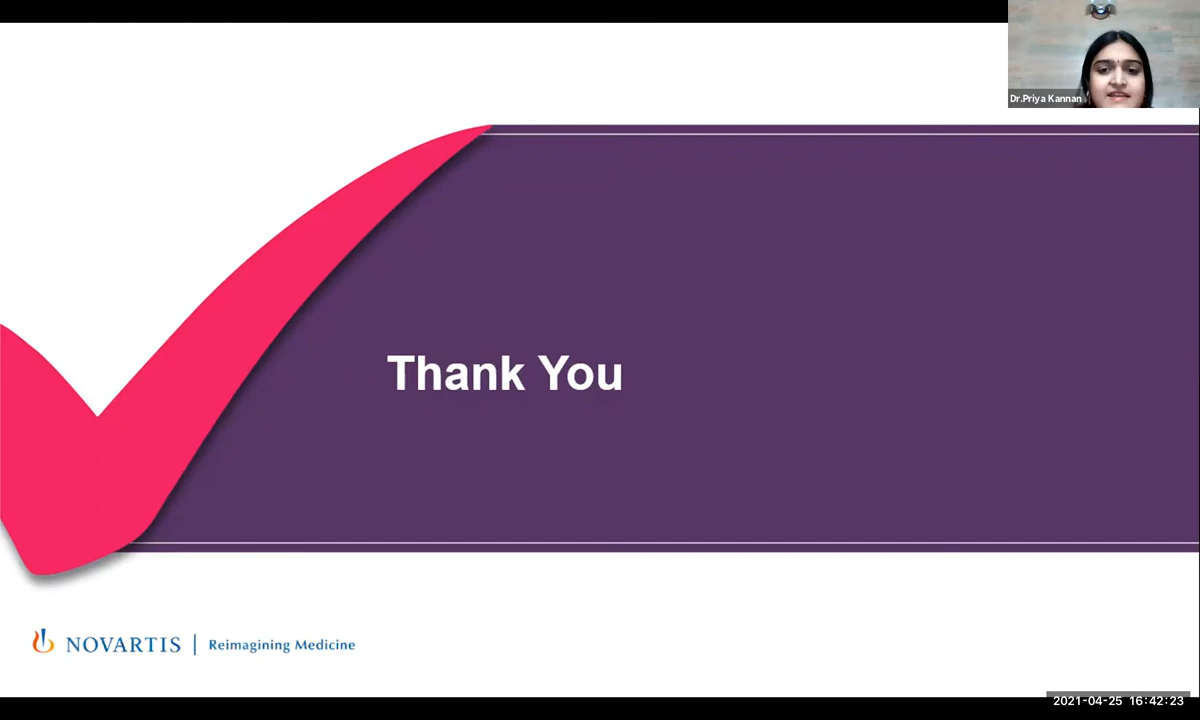 Dr.Priya Kannan
Thank You
NOVARTIS | Reimagining Medicine
2021-04-25 16:42:23